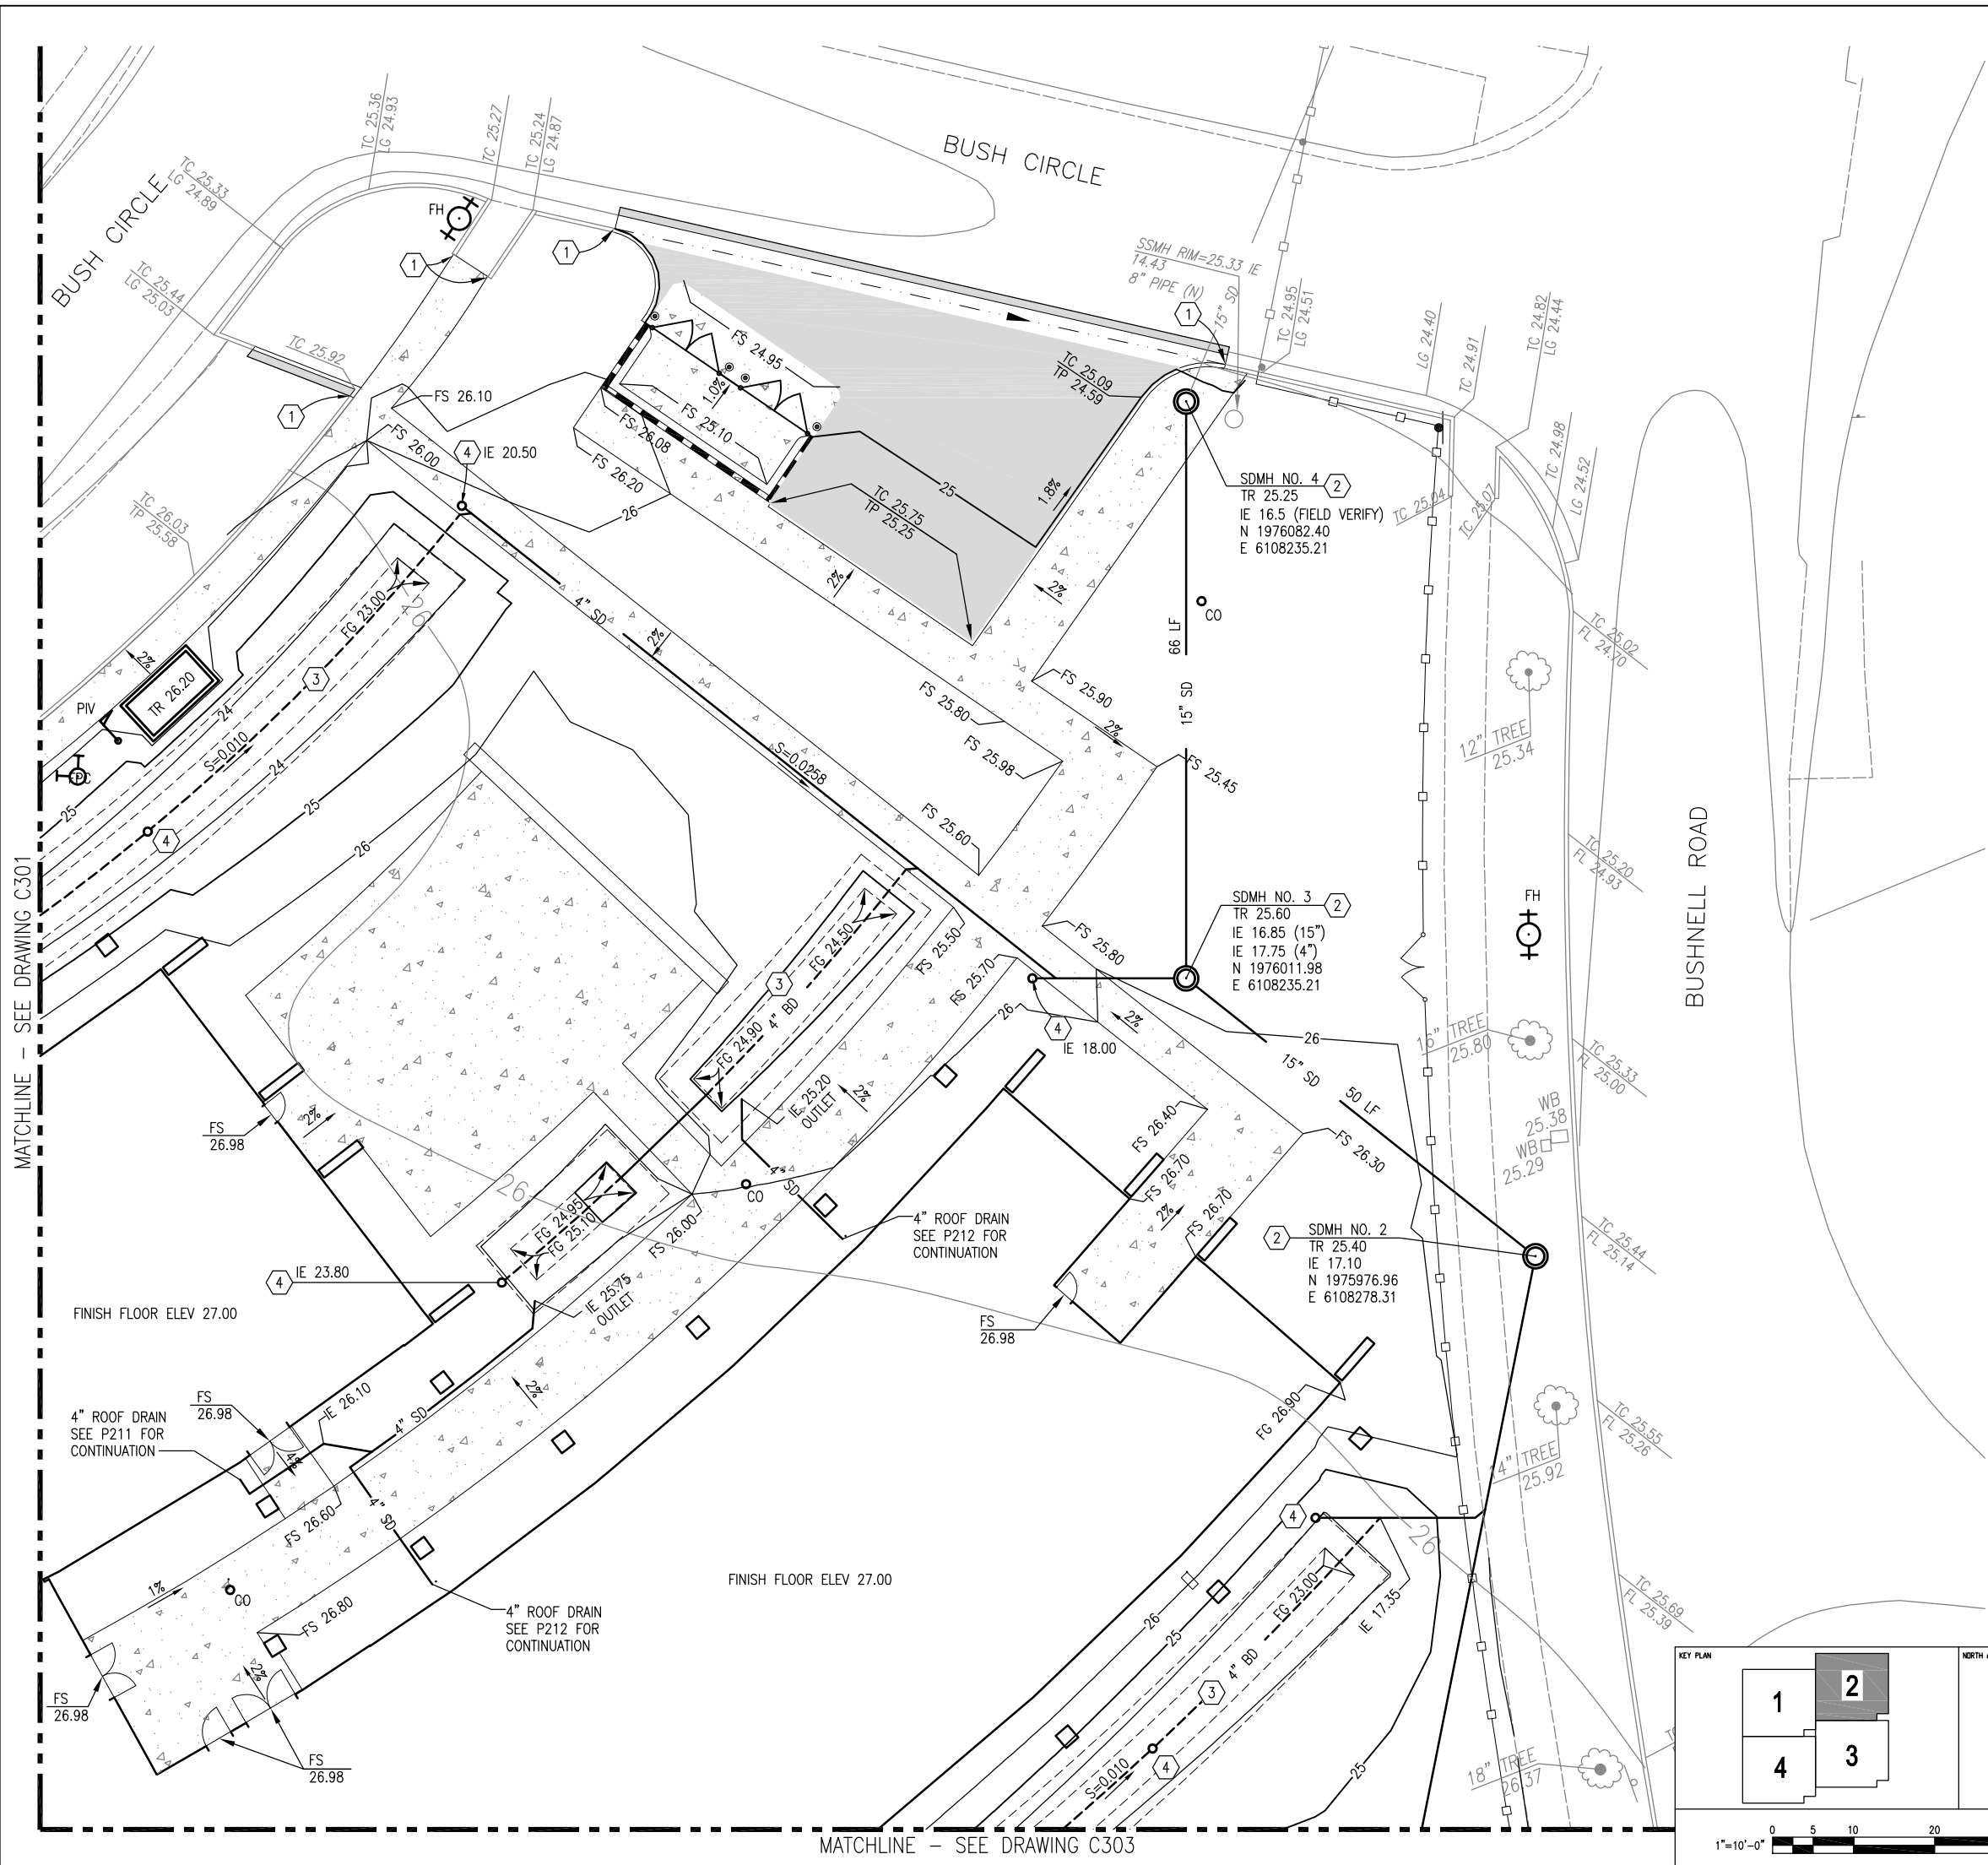 BUSH CIRCLE
BUSH CIRCLE
TC 25.36
LG 24.93
TC 25.27
TC 25.24
LG 24.87
TC 25.33
LG 24.89
TC 25.44
LG 25.03
TC 25.92
FH
1
1
1
1
SSMH RIM=25.33 IE
14.43
8" PIPE (N)
15" SD
TC 24.95
LG 24.51
LG 24.40
TC 24.91
TC 24.82
LG 24.44
TC 24.98
LG 24.52
TC 25.04
TC 25.07
FS 26.10
FS 26.00
4
IE 20.50
FS 24.95
1.0%
FS 25.10
FS 26.08
FS 26.20
TC 25.09
TP 24.59
TC 25.75
TP 25.25
25
26
1.8%
2%
2%
SDMH NO. 4
2
TR 25.25
IE 16.5 (FIELD VERIFY)
N 1976082.40
E 6108235.21
TC 26.03
TP 25.58
FG 23.00
26
4" SD
2%
2%
3
TR 26.20
PIV
FPC
24
S=0.010
24
25
25
26
4
66 LF
15" SD
CO
TC 25.02
FL 24.70
12" TREE
25.34
FS 25.90
FS 25.80
2%
FS 25.98
FS 25.45
S=0.0258
FS 25.60
TC 25.20
FL 24.93
BUSHNELL ROAD
FH
MATCHLINE - SEE DRAWING C301
SDMH NO. 3
2
TR 25.60
IE 16.85 (15")
IE 17.75 (4")
N 1976011.98
E 6108235.21
FG 24.50
FS 25.50
FS 25.80
FS 25.70
3
4" BD
FG 24.90
26
4
IE 18.00
2%
26
15" SD
50 LF
16" TREE
25.80
TC 25.33
FL 25.00
WB
25.38
WB
25.29
IE 25.20
OUTLET
2%
2%
FS
26.98
FS 26.40
FS 26.30
FS 26.70
2%
FS 26.70
4" SD
CO
26
FG 24.95
FG 25.10
FS 26.00
4" ROOF DRAIN
SEE P212 FOR
CONTINUATION
2
SDMH NO. 2
TR 25.40
IE 17.10
N 1975976.96
E 6108278.31
TC 25.44
FL 25.14
4
IE 23.80
IE 25.75
OUTLET
FINISH FLOOR ELEV 27.00
FS
26.98
2%
FS
26.98
IE 26.10
4" SD
4" ROOF DRAIN
SEE P211 FOR
CONTINUATION
4%
FG 26.90
TC 25.55
FL 25.26
14" TREE
25.92
FS 26.60
4" SD
4
26
1%
CO
FS 26.80
FINISH FLOOR ELEV 27.00
4" ROOF DRAIN
SEE P212 FOR
CONTINUATION
FG 23.00
IE 17.35
26
25
TC 25.69
FL 25.39
2%
FS
26.98
FS
26.98
4" BD
3
S=0.010
4
25
18" TREE
26.37
KEY PLAN
1
2
4
3
1"=10'-0"
0
5
10
20
MATCHLINE - SEE DRAWING C303